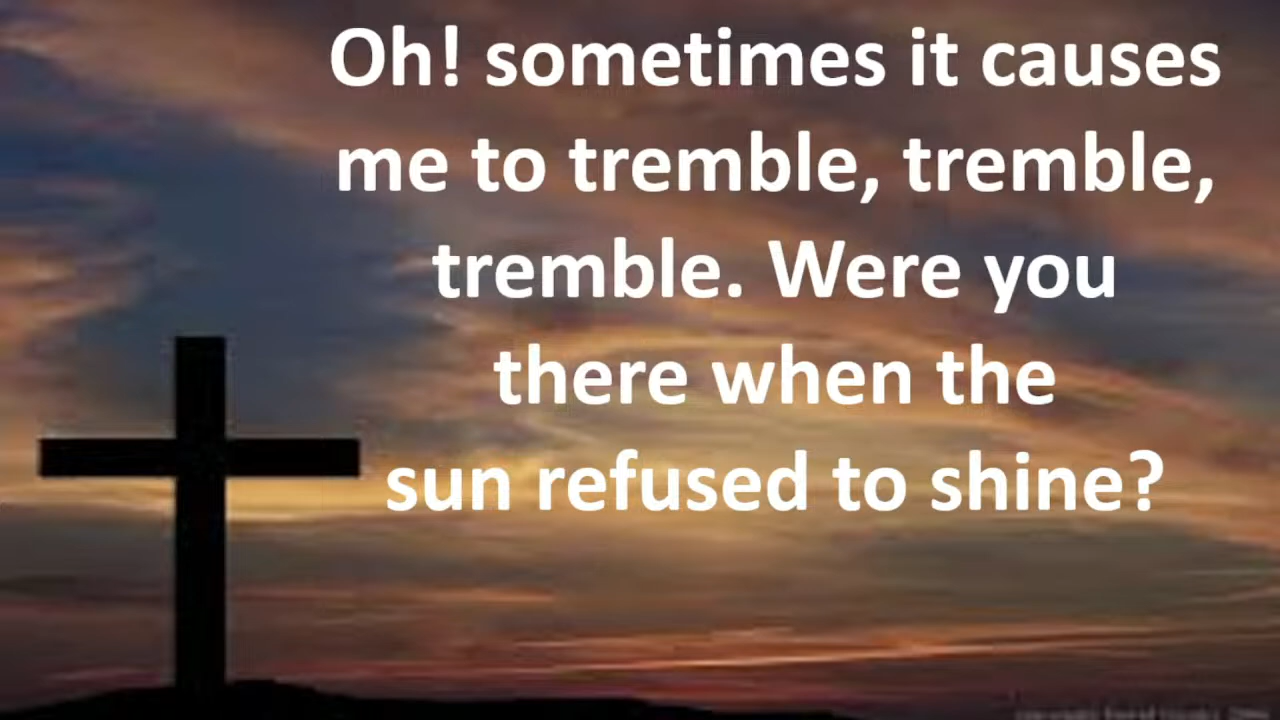 Oh! sometimes it causes
me to tremble, tremble,
tremble. Were you
there when the
sun refused to shine?